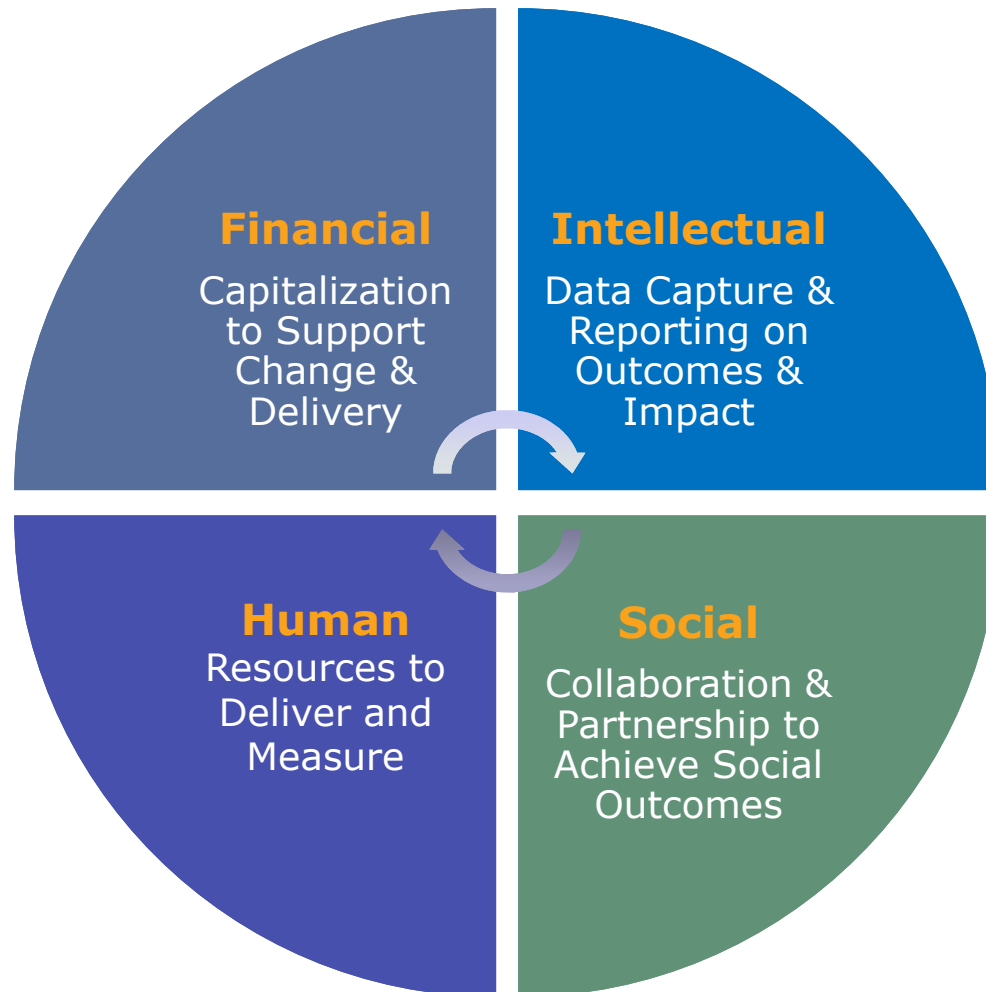 Financial
Capitalization
to Support
Change &
Delivery
Intellectual
Data Capture &
Reporting on
Outcomes &
Impact
Human
Resources to
Deliver and
Measure
Social
Collaboration &
Partnership to
Achieve Social
Outcomes